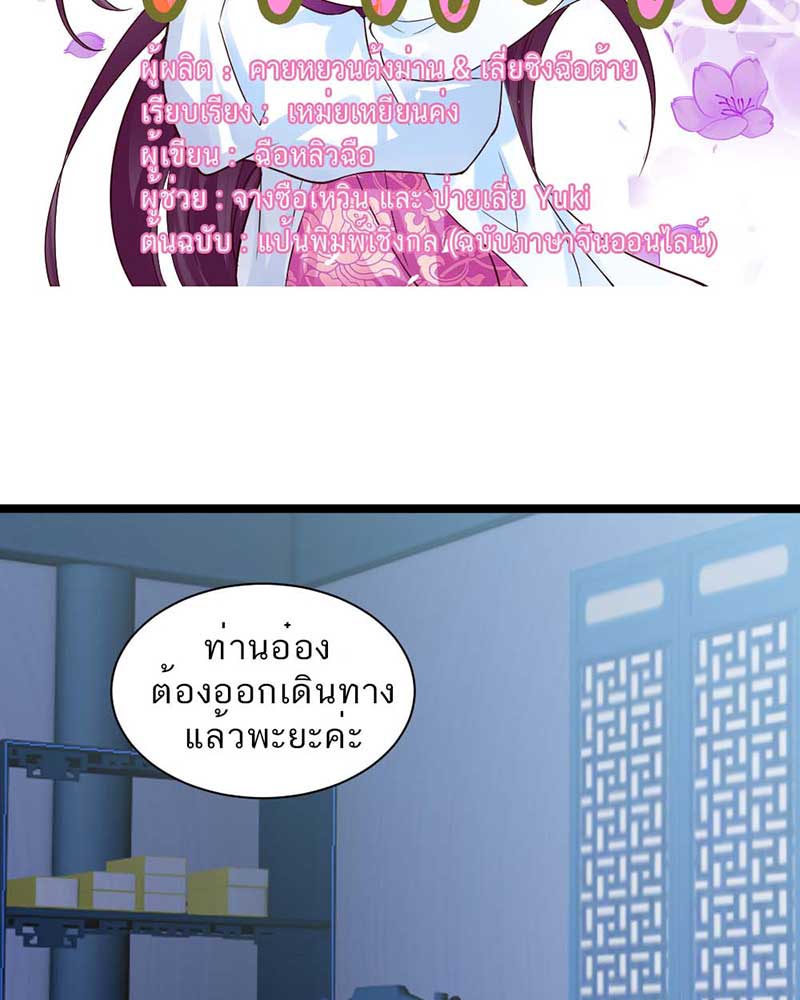 ผู้ผลิต : คายหยวนต้งม่าน & เลี่ยชิงฉือต้าย
เรียบเรียง : เหม่ยเหยียนค่ง
ผู้เขียน : ฉือหลิวฉือ
ผู้ช่วย : จางซือเหวิน และ ป่ายเลี่ย Yuki
ต้นฉบับ : แป้นพิมพ์เชิงกล (ฉบับภาษาจีนออนไลน์)
ท่านอ๋อง
ต้องออกเดินทาง
แล้วพะยะค่ะ